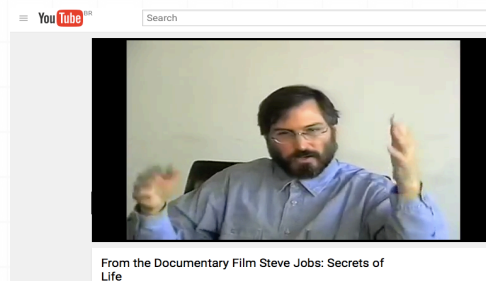 YouTube BR
Search
From the Documentary Film Steve Jobs: Secrets of
Life